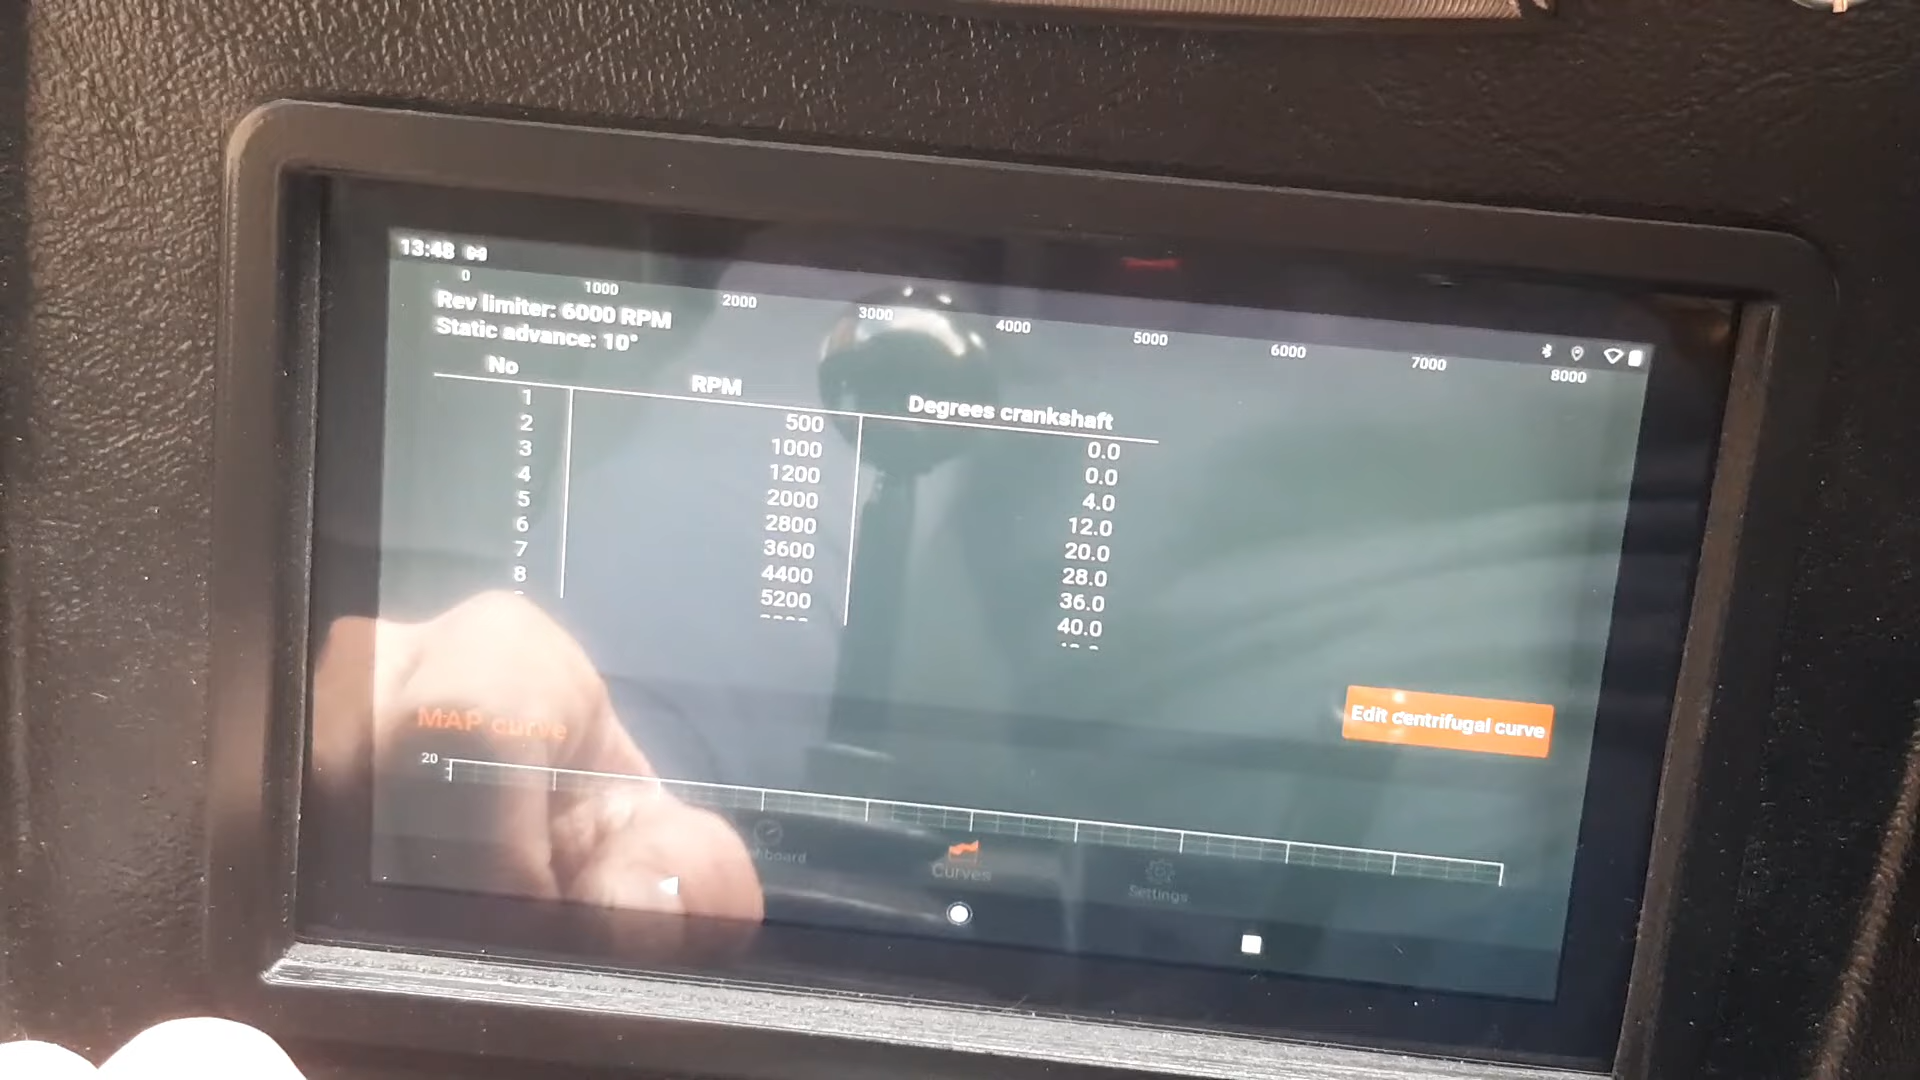 13:48
0 1000 2000 3000 4000 5000 6000 7000 8000
Rev limiter: 6000 RPM
Static advance: 10°
No RPM Degrees crankshaft
1 500 0.0
2 1000 0.0
3 1200 4.0
4 2000 12.0
5 2800 20.0
6 3600 28.0
7 4400 36.0
8 5200 40.0
Edit centrifugal curve
MAP curve
20
Curves
Settings